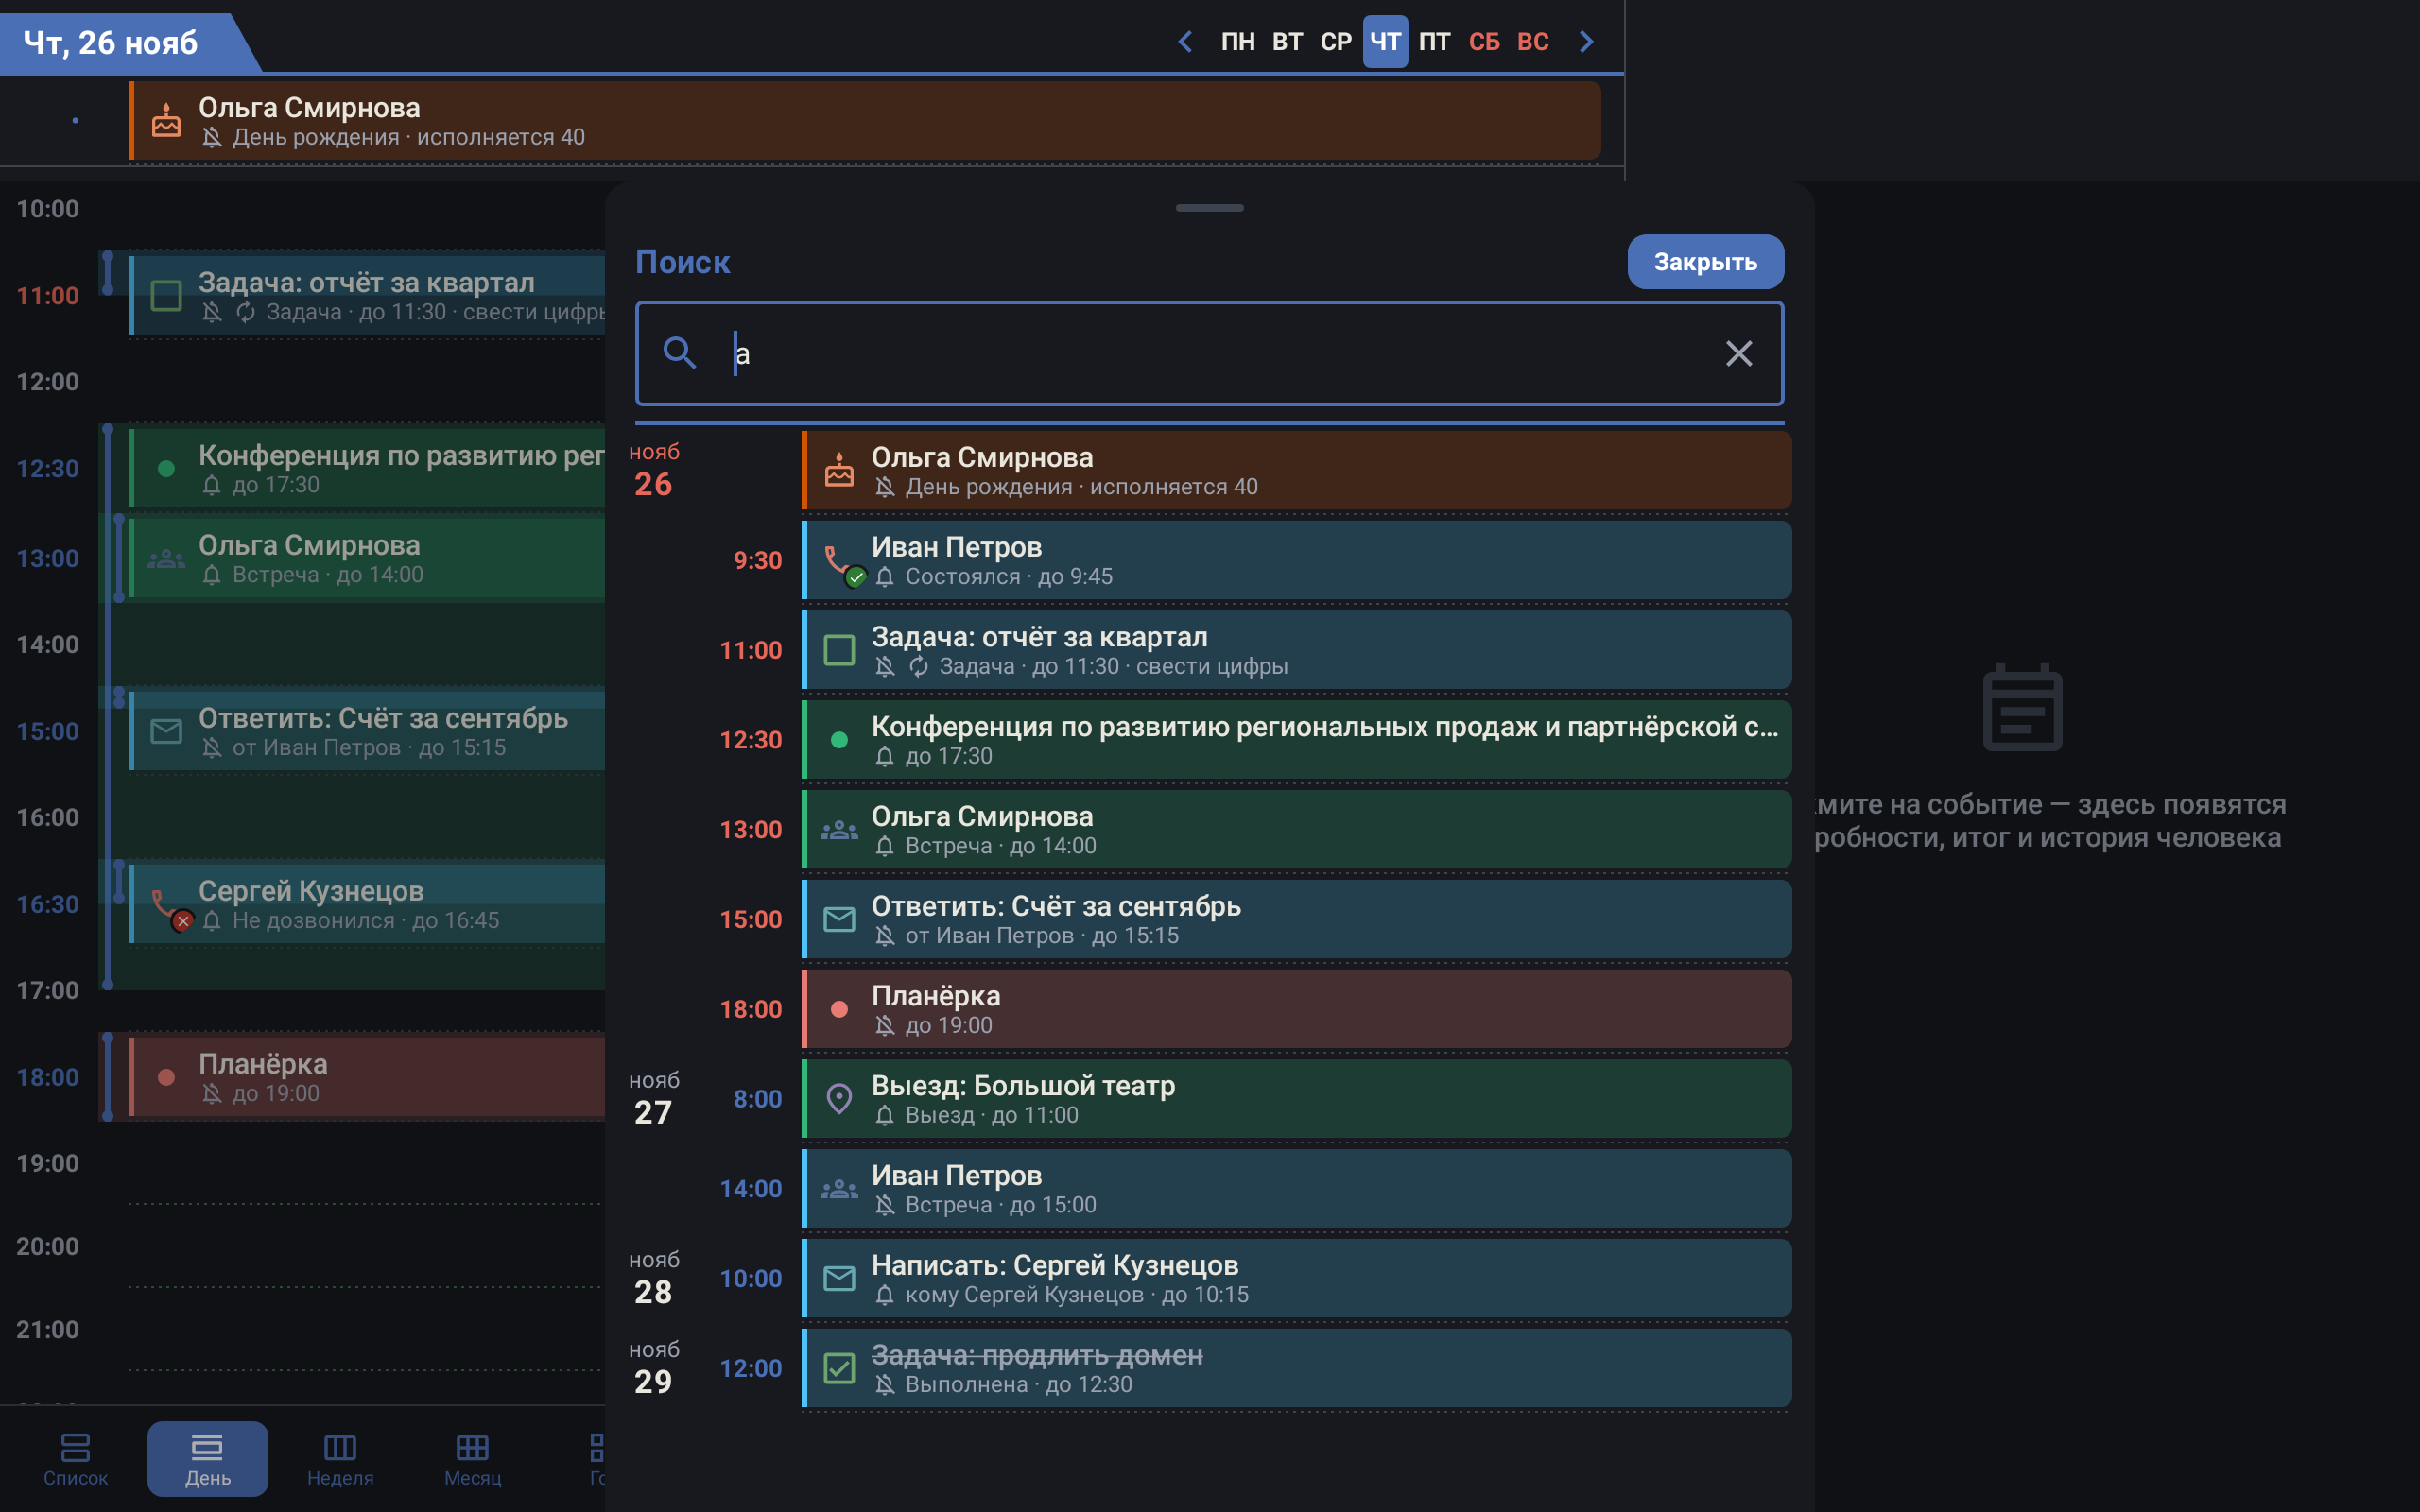 Чт, 26 нояб
ПН ВТ СР ЧТ ПТ СБ ВС
Ольга Смирнова
День рождения · исполняется 40
10:00
11:00
Задача: отчёт за квартал
Задача · до 11:30 · свести цифры
12:00
12:30
Конференция по развитию рег
до 17:30
13:00
Ольга Смирнова
Встреча · до 14:00
14:00
15:00
Ответить: Счёт за сентябрь
от Иван Петров · до 15:15
16:00
16:30
Сергей Кузнецов
Не дозвонился · до 16:45
17:00
18:00
Планёрка
до 19:00
19:00
20:00
21:00
Список
День
Неделя
Месяц
Поиск
Закрыть
а
нояб
26
Ольга Смирнова
День рождения · исполняется 40
9:30
Иван Петров
Состоялся · до 9:45
11:00
Задача: отчёт за квартал
Задача · до 11:30 · свести цифры
12:30
Конференция по развитию региональных продаж и партнёрской с...
до 17:30
13:00
Ольга Смирнова
Встреча · до 14:00
15:00
Ответить: Счёт за сентябрь
от Иван Петров · до 15:15
18:00
Планёрка
до 19:00
нояб
27
8:00
Выезд: Большой театр
Выезд · до 11:00
14:00
Иван Петров
Встреча · до 15:00
нояб
28
10:00
Написать: Сергей Кузнецов
кому Сергей Кузнецов · до 10:15
нояб
29
12:00
Задача: продлить домен
Выполнена · до 12:30
мите на событие — здесь появятся
робности, итог и история человека